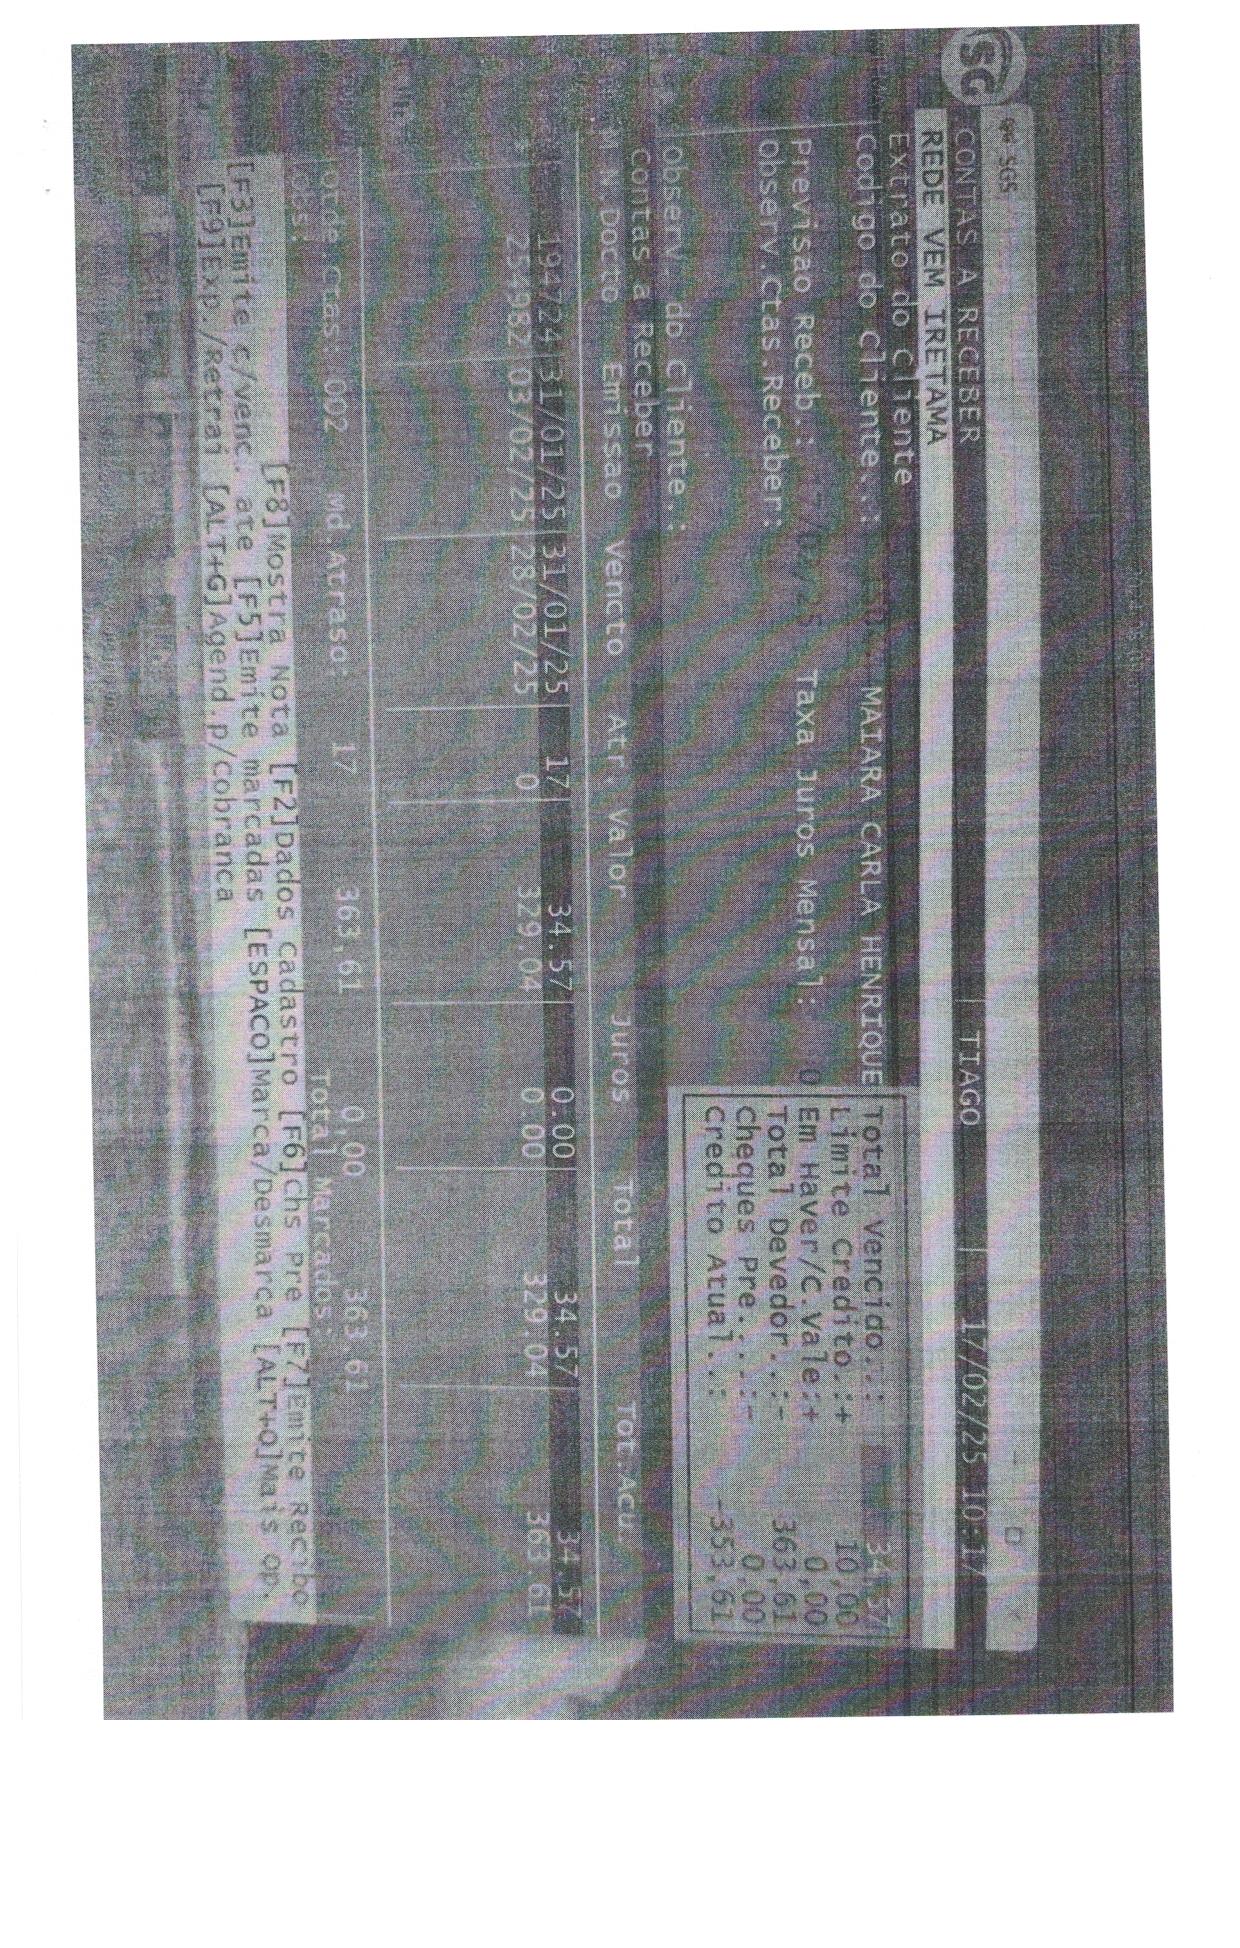 SG
SGS
CONTAS A RECEBER | TIAGO | 17/02/25 10:17
REDE VEM IRETAMA
Extrato do Cliente
Codigo do Cliente..: MAIARA CARLA HENRIQUE
Previsao Receb.: 17/02/25 Taxa Juros Mensal: 0
Observ.Ctas.Receber:
Observ. do Cliente.:
Total Vencido..: 34,57
Limite Credito.:+ 10,00
Em Haver/C.Vale:+ 0,00
Total Devedor..:- 363,61
Cheques Pre....:- 0,00
Credito Atual..: -353,61
Contas a Receber
M N.Docto Emissao Vencto Atr. Valor Juros Total Tot.Acu.
194724 31/01/25 31/01/25 17 34.57 0.00 34.57 34.57
254982 03/02/25 28/02/25 0 329.04 0.00 329.04 363.61
Qtde.Ctas: 002 Md.Atraso: 17 363,61 0,00 363.61
Total Marcados:
[F8]Mostra Nota [F2]Dados Cadastro [F6]Chs Pre [F7]Emite Recibo
[F3]Emite c/venc. ate [F5]Emite marcadas [ESPACO]Marca/Desmarca [ALT+O]Mais Op.
[F9]Exp./Retrai [ALT+G]Agend.p/cobranca